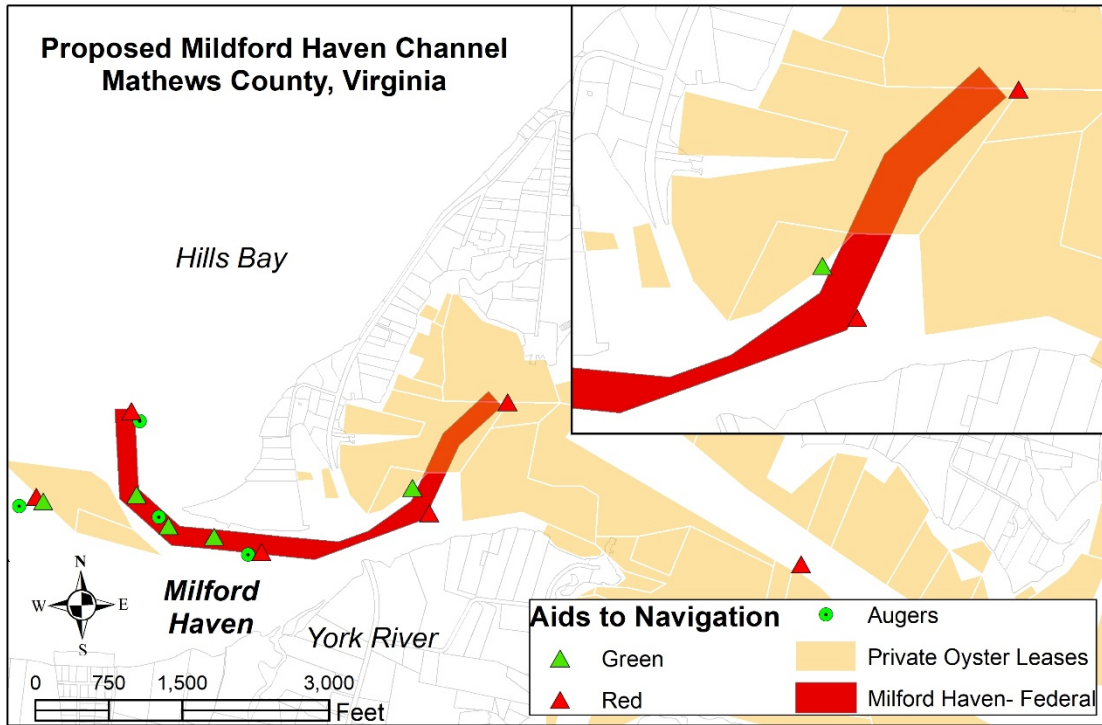 Proposed Mildford Haven Channel
Mathews County, Virginia
Hills Bay
Milford
Haven
York River
N
W E
S
0 750 1,500 3,000
Feet
Aids to Navigation
Green
Red
Augers
Private Oyster Leases
Milford Haven- Federal